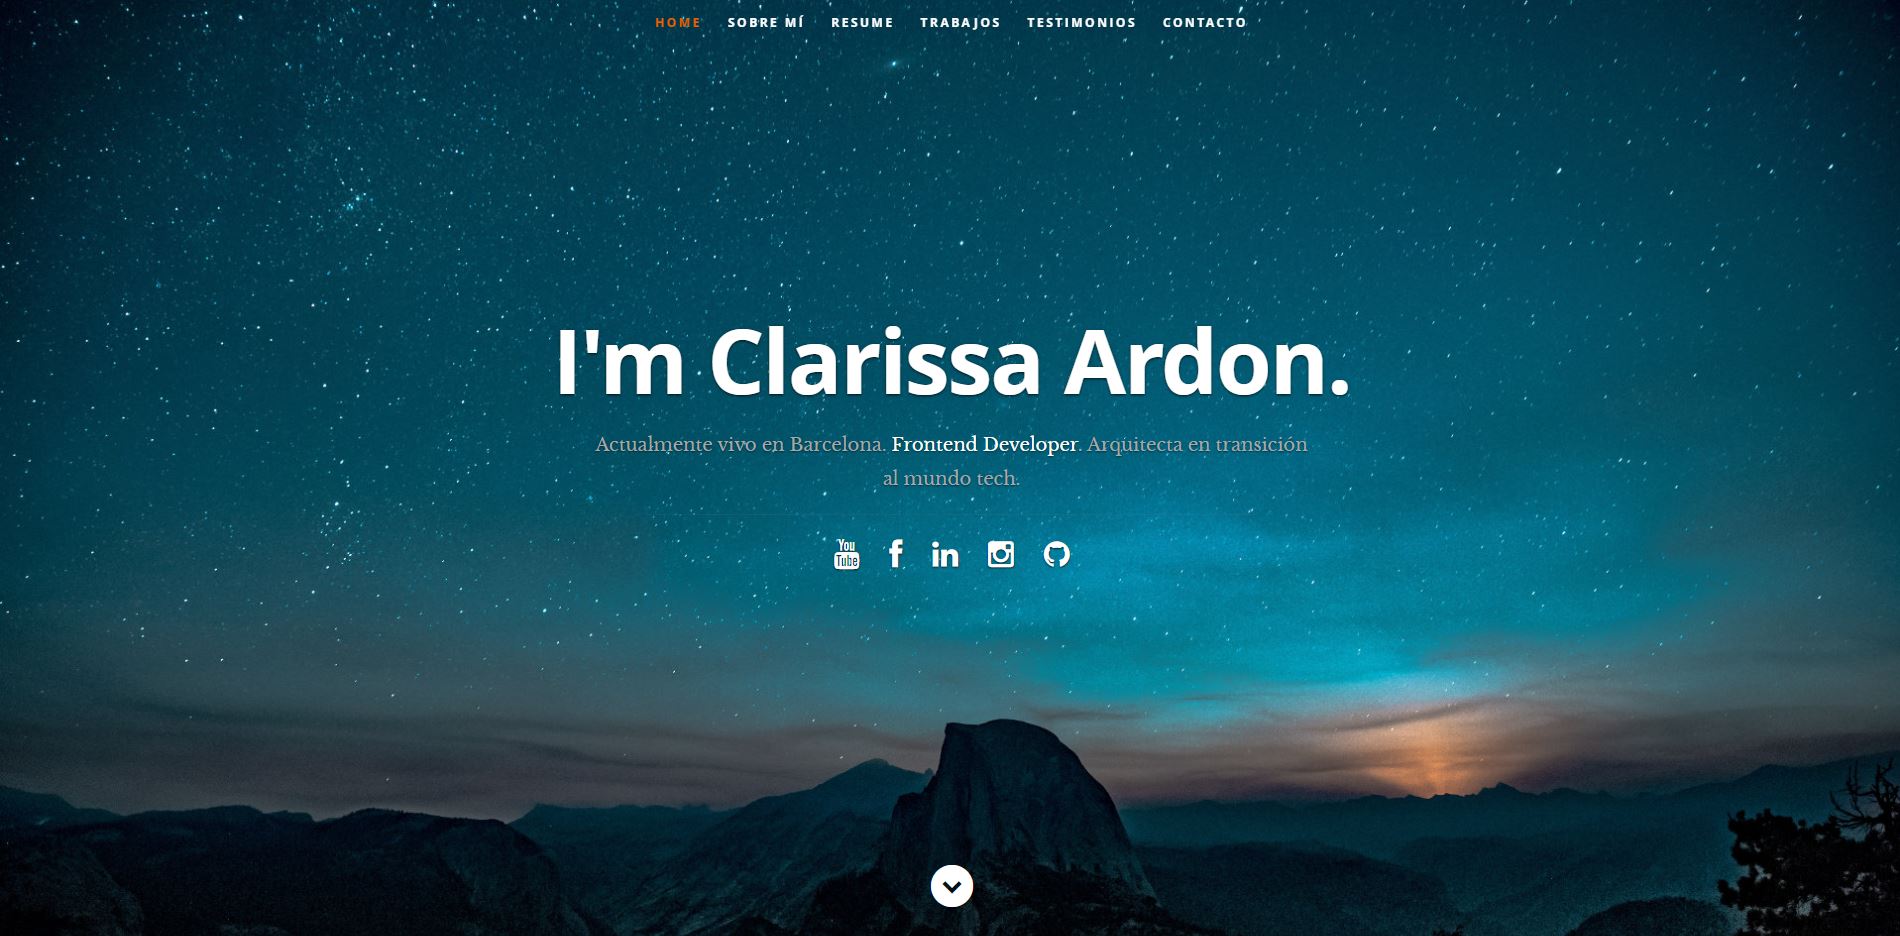 HOME SOBRE MÍ RESUME TRABAJOS TESTIMONIOS CONTACTO
I'm Clarissa Ardon.
Actualmente vivo en Barcelona. Frontend Developer. Arquitecta en transición
al mundo tech.
You
Tube f in